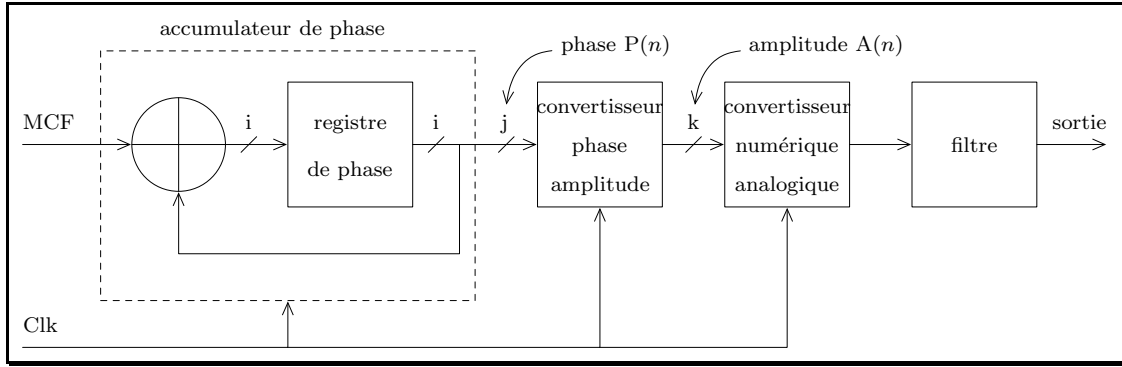 accumulateur de phase
phase P(n)
amplitude A(n)
MCF
i
registre
de phase
i
j
convertisseur
phase
amplitude
k
convertisseur
numérique
analogique
filtre
sortie
Clk